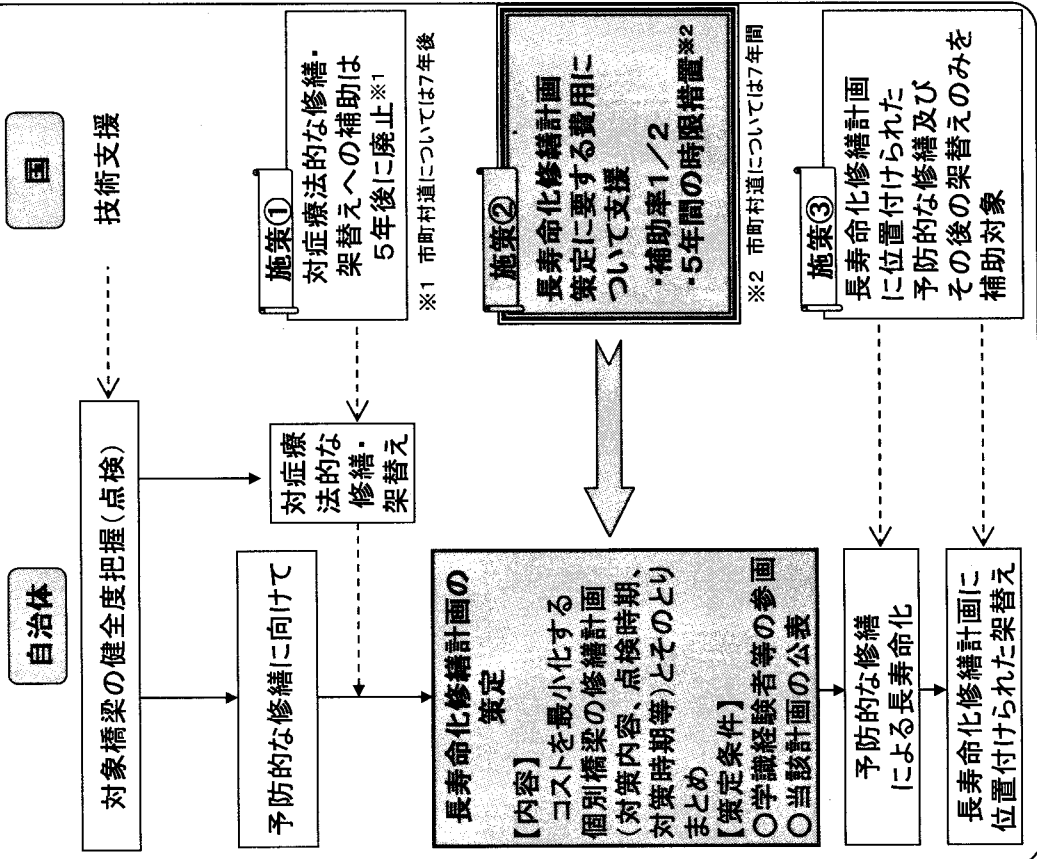 自治体
国
対象橋梁の健全度把握(点検)
技術支援
予防的な修繕に向けて
対症療
法的な
修繕・
架替え
施策①
対症療法的な修繕・
架替えへの補助は
5年後に廃止※1
※1 市町村道については7年後
長寿命化修繕計画の
策定
【内容】
コストを最小化する
個別橋梁の修繕計画
(対策内容、点検時期、
対策時期等)とそのとり
まとめ
【策定条件】
○学識経験者等の参画
○当該計画の公表
施策②
長寿命化修繕計画
策定に要する費用に
ついて支援
・補助率1/2
・5年間の時限措置※2
※2 市町村道については7年間
予防的な修繕
による長寿命化
長寿命化修繕計画に
位置付けられた架替え
施策③
長寿命化修繕計画
に位置付けられた
予防的な修繕及び
その後の架替えのみを
補助対象